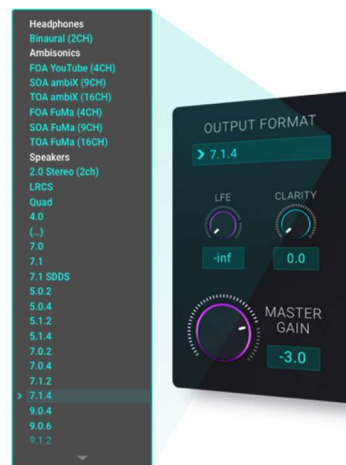 Headphones
Binaural (2CH)
Ambisonics
FOA YouTube (4CH)
SOA ambiX (9CH)
TOA ambiX (16CH)
FOA FuMa (4CH)
SOA FuMa (9CH)
TOA FuMa (16CH)
Speakers
2.0 Stereo (2ch)
LRCS
Quad
4.0
(...)
7.0
7.1
7.1 SDDS
5.0.2
5.0.4
5.1.2
5.1.4
7.0.2
7.0.4
7.1.2
> 7.1.4
9.0.4
9.0.6
9.1.2
OUTPUT FORMAT
> 7.1.4
LFE CLARITY
-inf 0.0
MASTER
GAIN
-3.0